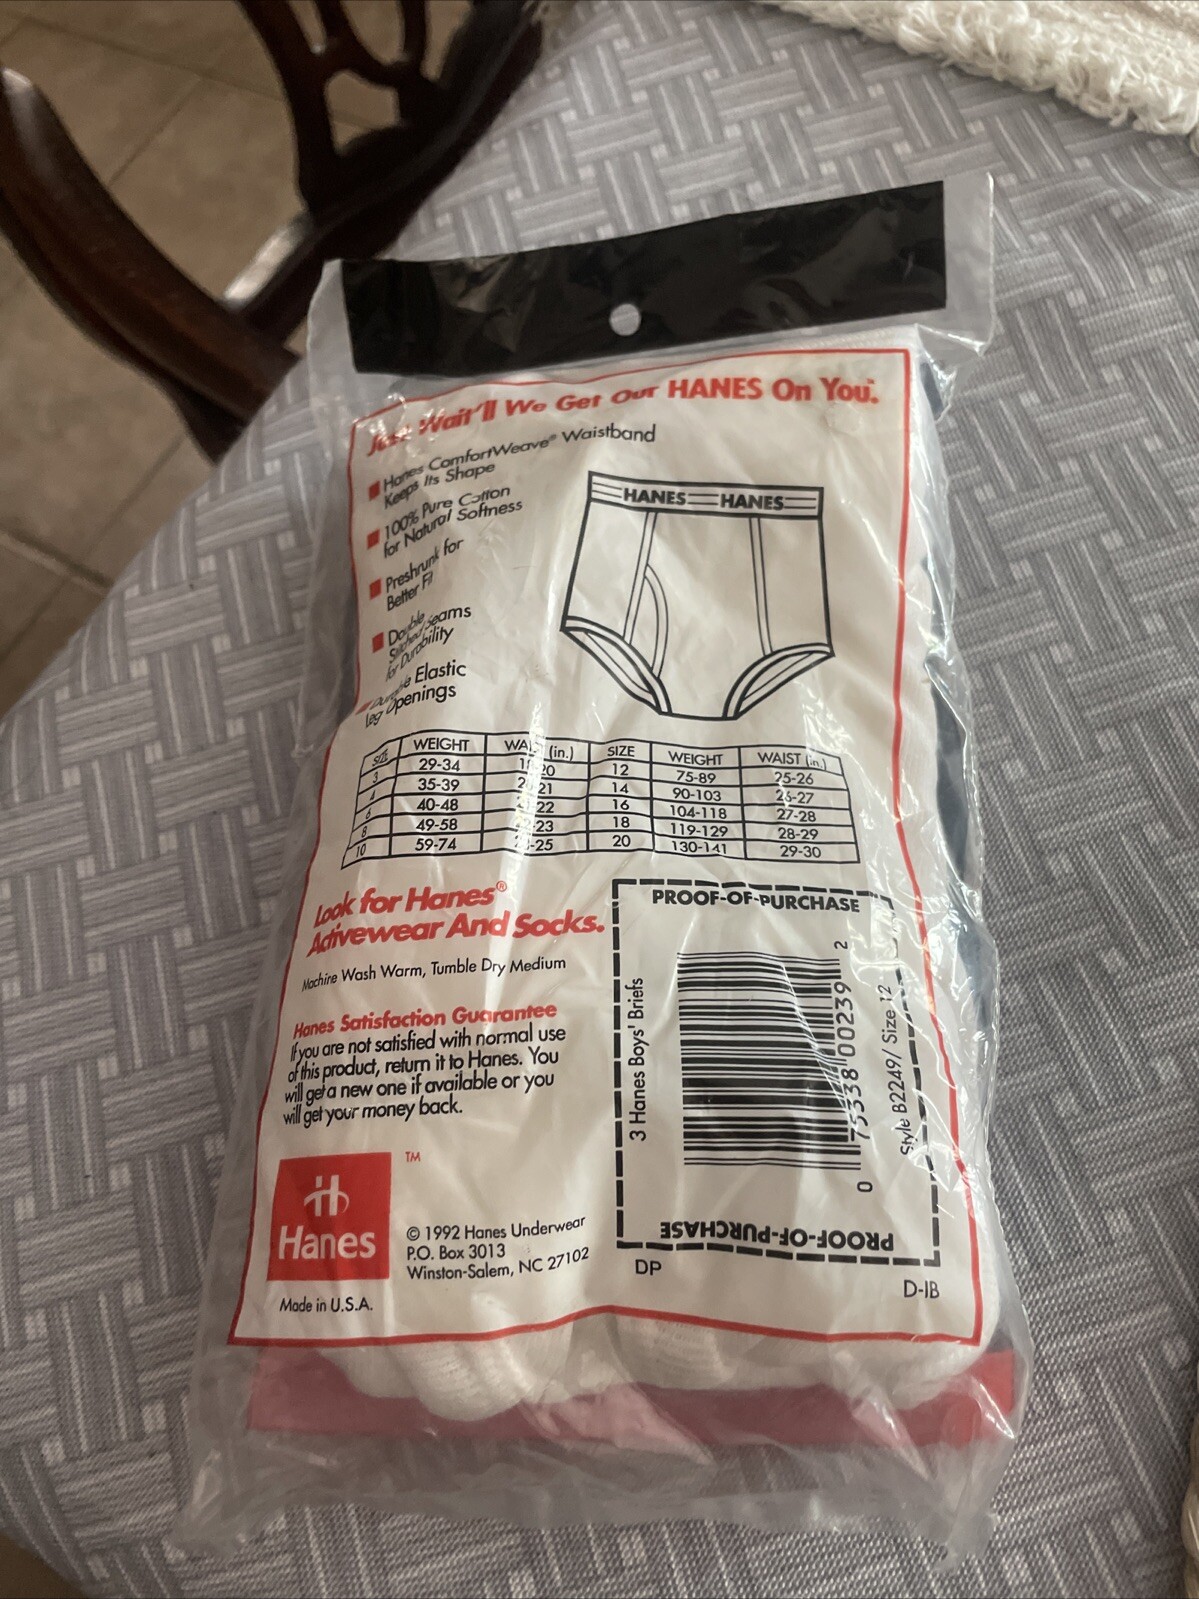 Just Wait'll We Get Our HANES On You.
Hanes ComfortWeave® Waistband
Keeps Its Shape
100% Pure Cotton
for Natural Softness
Preshrunk for
Better Fit
Double
Stitched Seams
for Durability
Durable Elastic
Leg Openings
HANES HANES
SIZE WEIGHT WAIST (in.) SIZE WEIGHT WAIST (in.)
3 29-34 12 75-89 25-26
4 35-39 14 90-103 26-27
6 40-48 16 104-118 27-28
8 49-58 18 119-129 28-29
10 59-74 20 130-141 29-30
Look for Hanes®
Activewear And Socks.
Machine Wash Warm, Tumble Dry Medium
Hanes Satisfaction Guarantee
If you are not satisfied with normal use
of this product, return it to Hanes. You
will get a new one if available or you
will get your money back.
Hanes
TM
© 1992 Hanes Underwear
P.O. Box 3013
Winston-Salem, NC 27102
Made in U.S.A.
PROOF-OF-PURCHASE
3 Hanes Boys' Briefs
0 75338 00239 2
Style B2249/ Size 12
PROOF-OF-PURCHASE
DP
D-IB